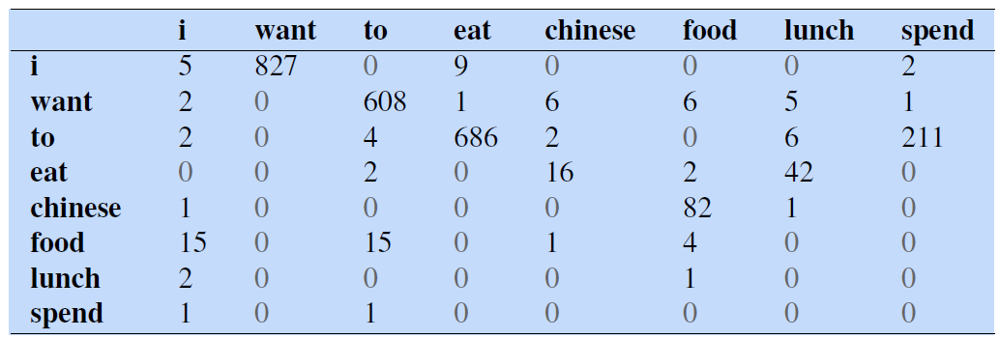 i want to eat chinese food lunch spend
i 5 827 0 9 0 0 0 2
want 2 0 608 1 6 6 5 1
to 2 0 4 686 2 0 6 211
eat 0 0 2 0 16 2 42 0
chinese 1 0 0 0 0 82 1 0
food 15 0 15 0 1 4 0 0
lunch 2 0 0 0 0 1 0 0
spend 1 0 1 0 0 0 0 0